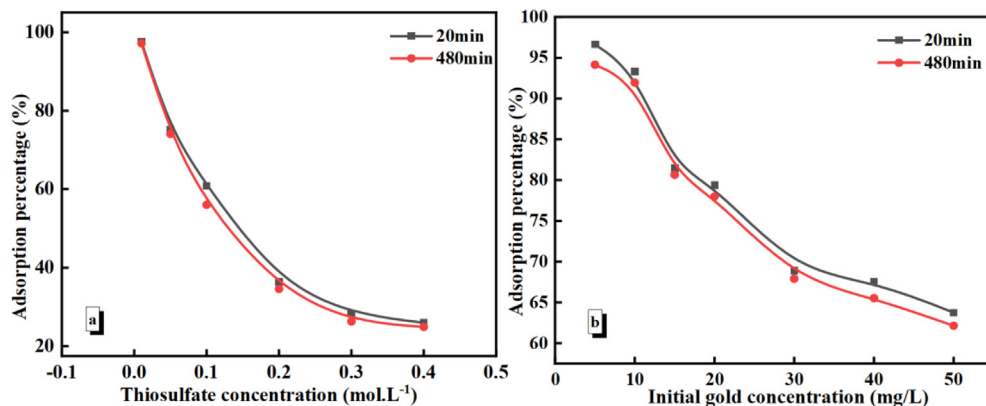 100
80
60
40
20
Adsorption percentage (%)
20min
480min
a
-0.1 0.0 0.1 0.2 0.3 0.4 0.5
Thiosulfate concentration (mol.L⁻¹)
100
95
90
85
80
75
70
65
60
Adsorption percentage (%)
20min
480min
b
0 10 20 30 40 50
Initial gold concentration (mg/L)